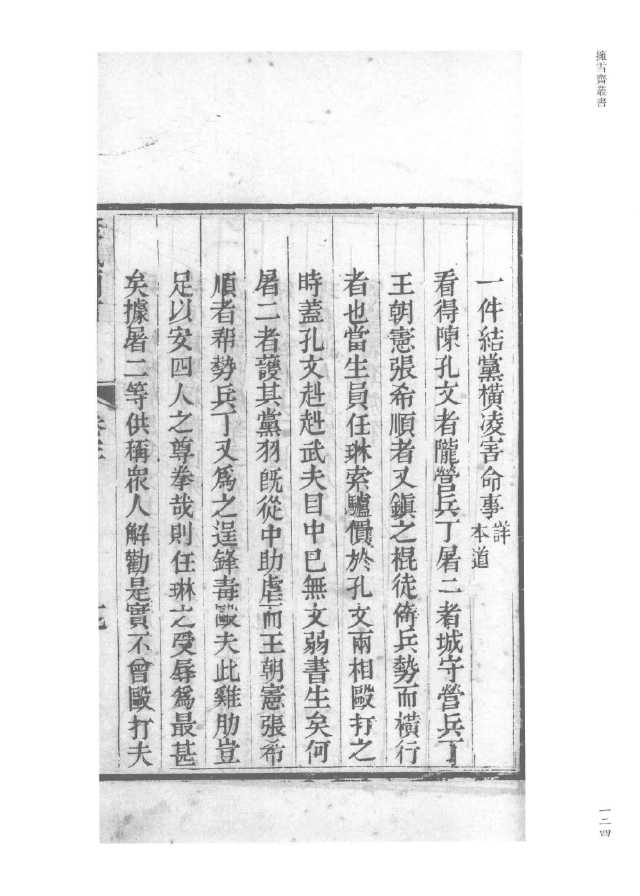 擁雪齋叢書
一件結黨橫凌害命事詳本道
看得陳孔文者隴營兵丁屠二者城守營兵丁
王朝憲張希順者又鎮之棍徒倚兵勢而橫行
者也當生員任琳索驢價於孔文兩相毆打之
時蓋孔文赳赳武夫目中巳無文弱書生矣何
屠二者護其黨羽旣從中助虐而王朝憲張希
順者帮勢兵丁又爲之逞鋒毒毆夫此雞肋豈
足以安四人之尊拳哉則任琳之受辱爲最甚
矣據屠二等供稱衆人解勸是實不曾毆打夫
一二四